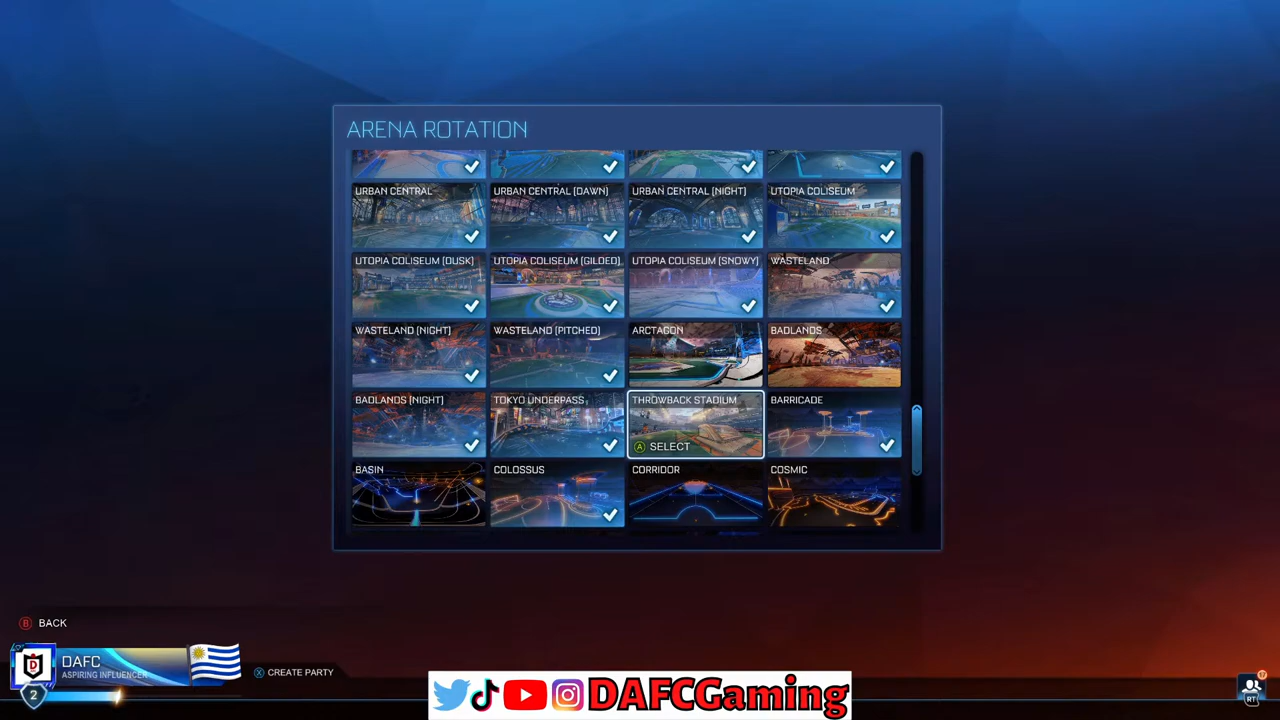 ARENA ROTATION
URBAN CENTRAL
URBAN CENTRAL (DAWN)
URBAN CENTRAL (NIGHT)
UTOPIA COLISEUM
UTOPIA COLISEUM (DUSK)
UTOPIA COLISEUM (GILDED)
UTOPIA COLISEUM (SNOWY)
WASTELAND
WASTELAND (NIGHT)
WASTELAND (PITCHED)
ARCTAGON
BADLANDS
BADLANDS (NIGHT)
TOKYO UNDERPASS
THROWBACK STADIUM
A SELECT
BARRICADE
BASIN
COLOSSUS
CORRIDOR
COSMIC
B BACK
DAFC
ASPIRING INFLUENCER
2
X CREATE PARTY
DAFCGaming
RT